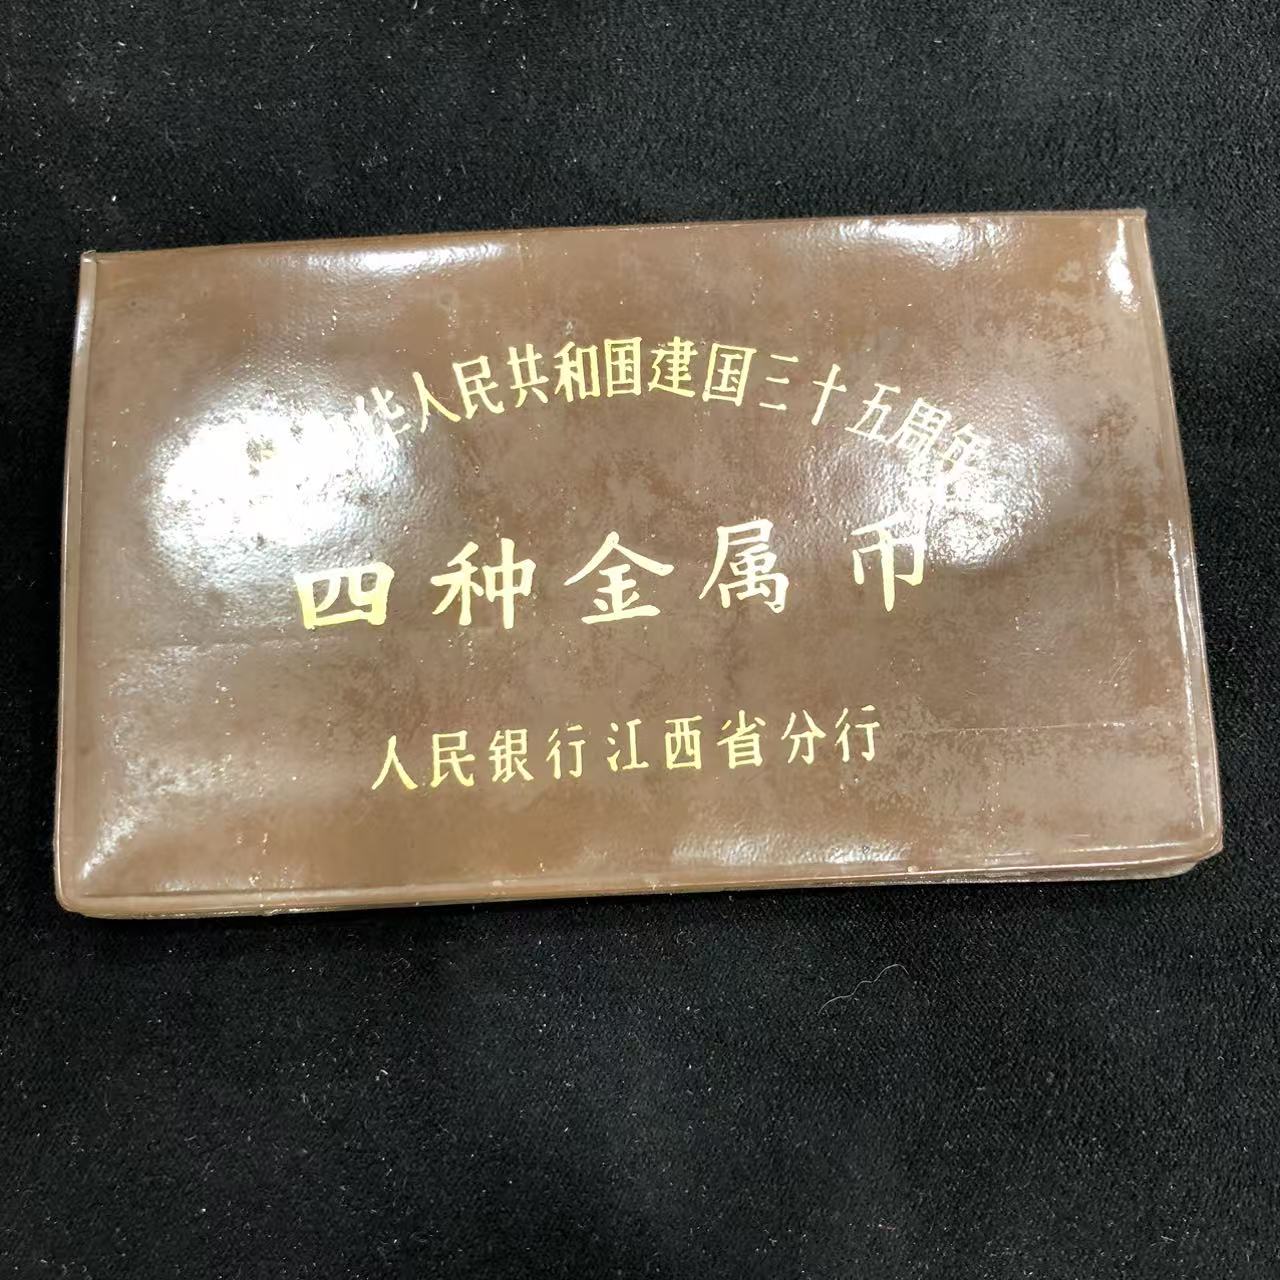 华人民共和国建国三十五周年
四种金属币
人民银行江西省分行